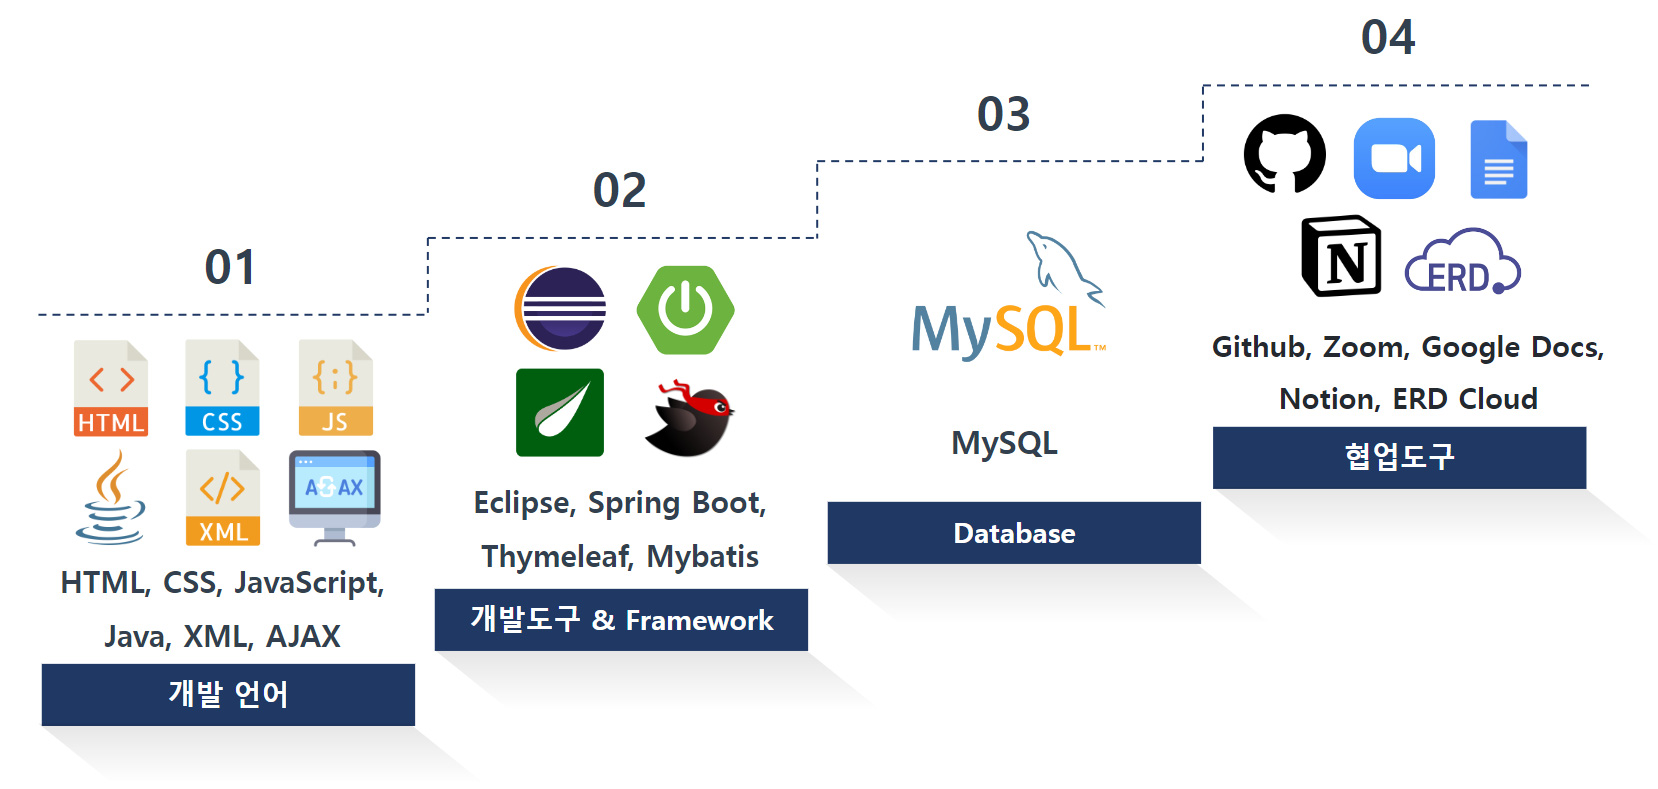 01
HTML
CSS
JS
XML
AJAX
HTML, CSS, JavaScript,
Java, XML, AJAX
개발 언어
02
Eclipse, Spring Boot,
Thymeleaf, Mybatis
개발도구 & Framework
03
MySQL™
MySQL
Database
04
N
ERD
Github, Zoom, Google Docs,
Notion, ERD Cloud
협업도구